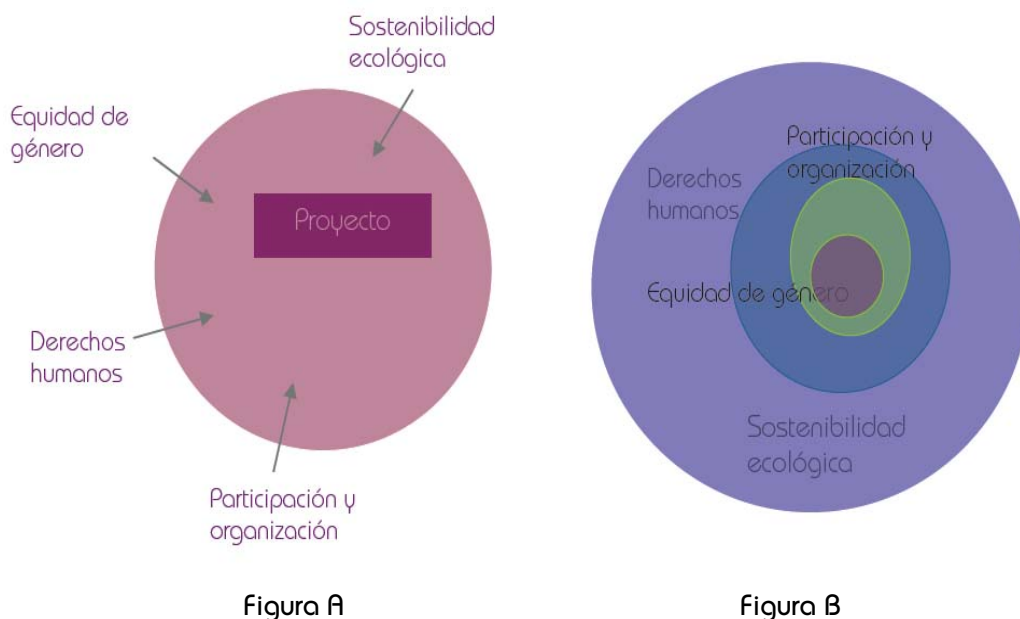 Sostenibilidad
ecológica
Equidad de
género
Proyecto
Derechos
humanos
Participación y
organización
Figura A
Participación y
organización
Derechos
humanos
Equidad de género
Sostenibilidad
ecológica
Figura B